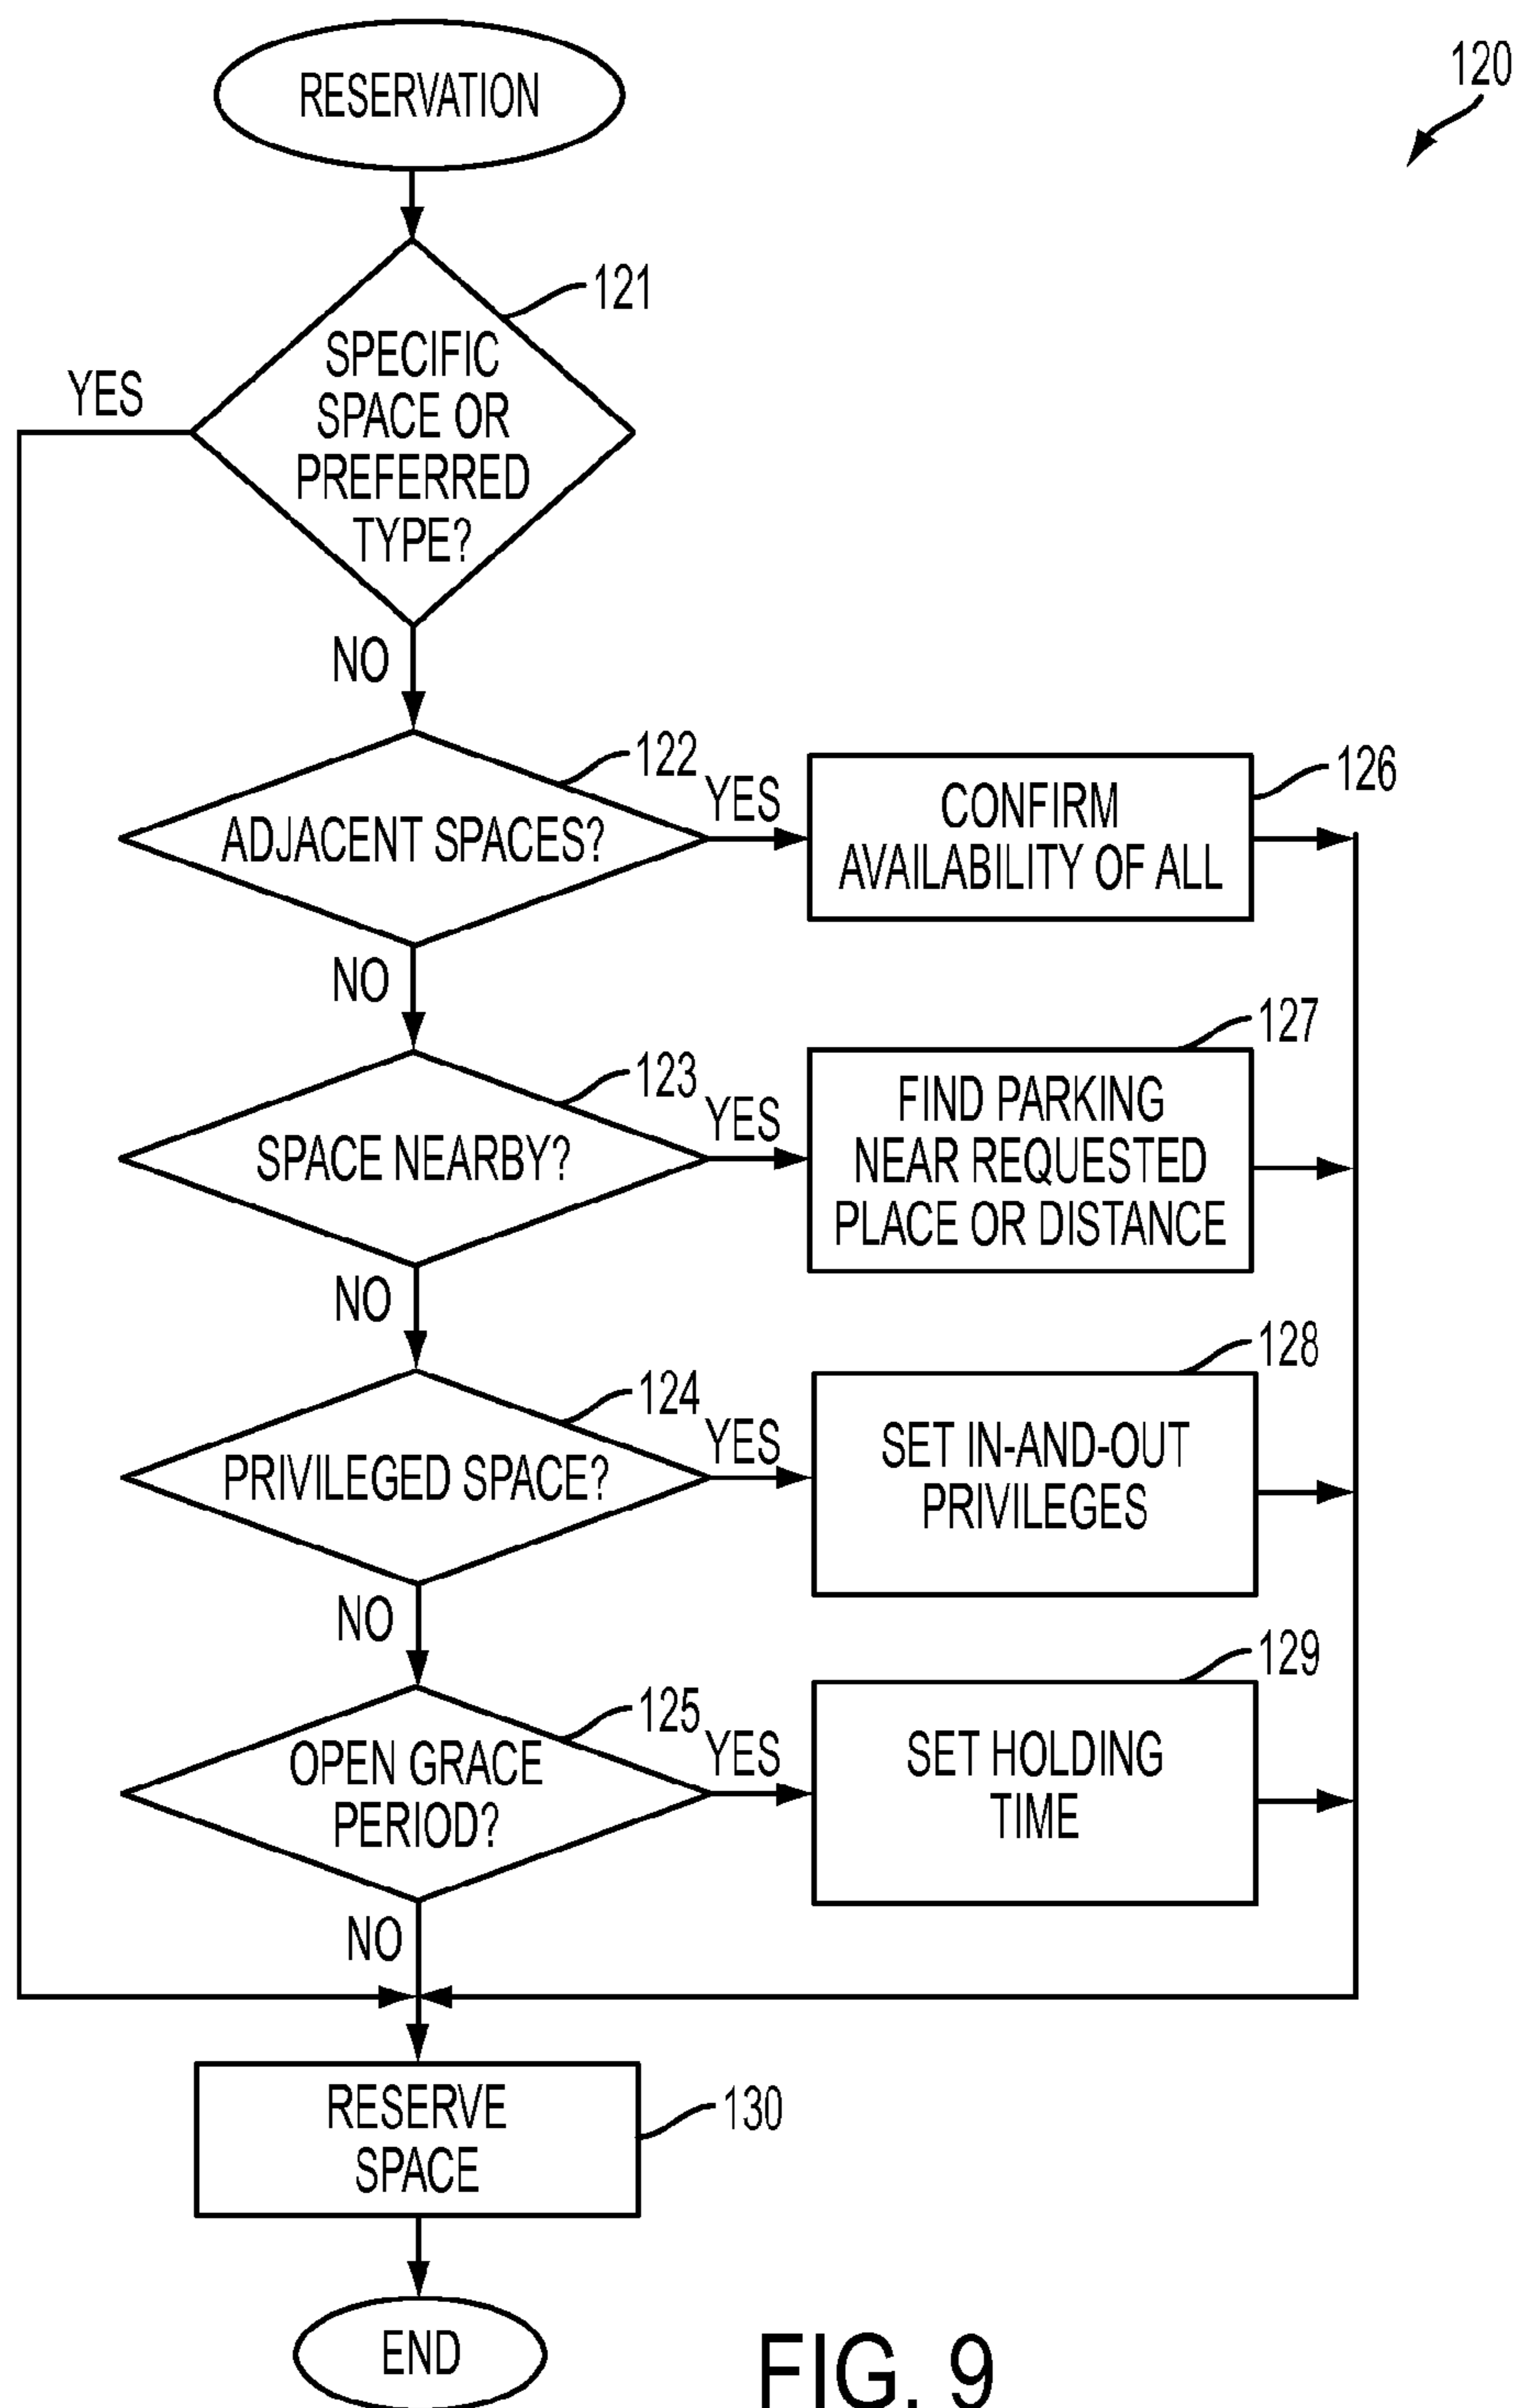 RESERVATION
120
121
SPECIFIC
SPACE OR
PREFERRED
TYPE?
YES
NO
122
ADJACENT SPACES?
YES
CONFIRM
AVAILABILITY OF ALL
126
NO
123
SPACE NEARBY?
YES
127
FIND PARKING
NEAR REQUESTED
PLACE OR DISTANCE
NO
124
PRIVILEGED SPACE?
YES
128
SET IN-AND-OUT
PRIVILEGES
NO
125
OPEN GRACE
PERIOD?
YES
129
SET HOLDING
TIME
NO
RESERVE
SPACE
130
END
FIG. 9